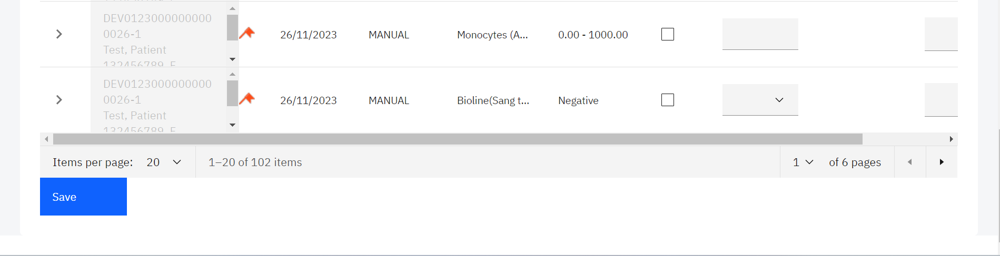 DEV0123000000000
0026-1
Test, Patient
132456789, F
26/11/2023 MANUAL Monocytes (A... 0.00 - 1000.00
DEV0123000000000
0026-1
Test, Patient
132456789, F
26/11/2023 MANUAL Bioline(Sang t... Negative
Items per page: 20 1–20 of 102 items 1 of 6 pages
Save